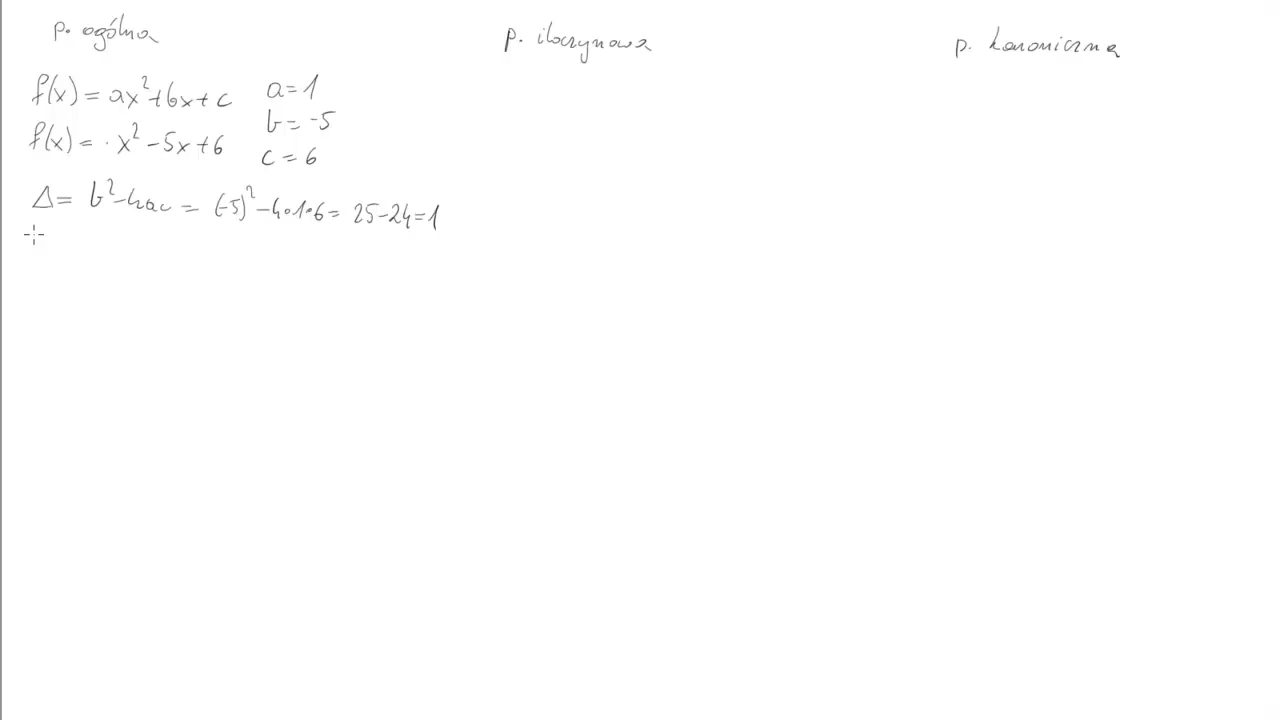 p. ogólna
p. iloczynowa
p. kanoniczna
f(x) = ax²+bx+c
a=1
f(x) = x² - 5x + 6
b = -5
c = 6
Δ = b²-4ac = (-5)² - 4·1·6 = 25-24=1